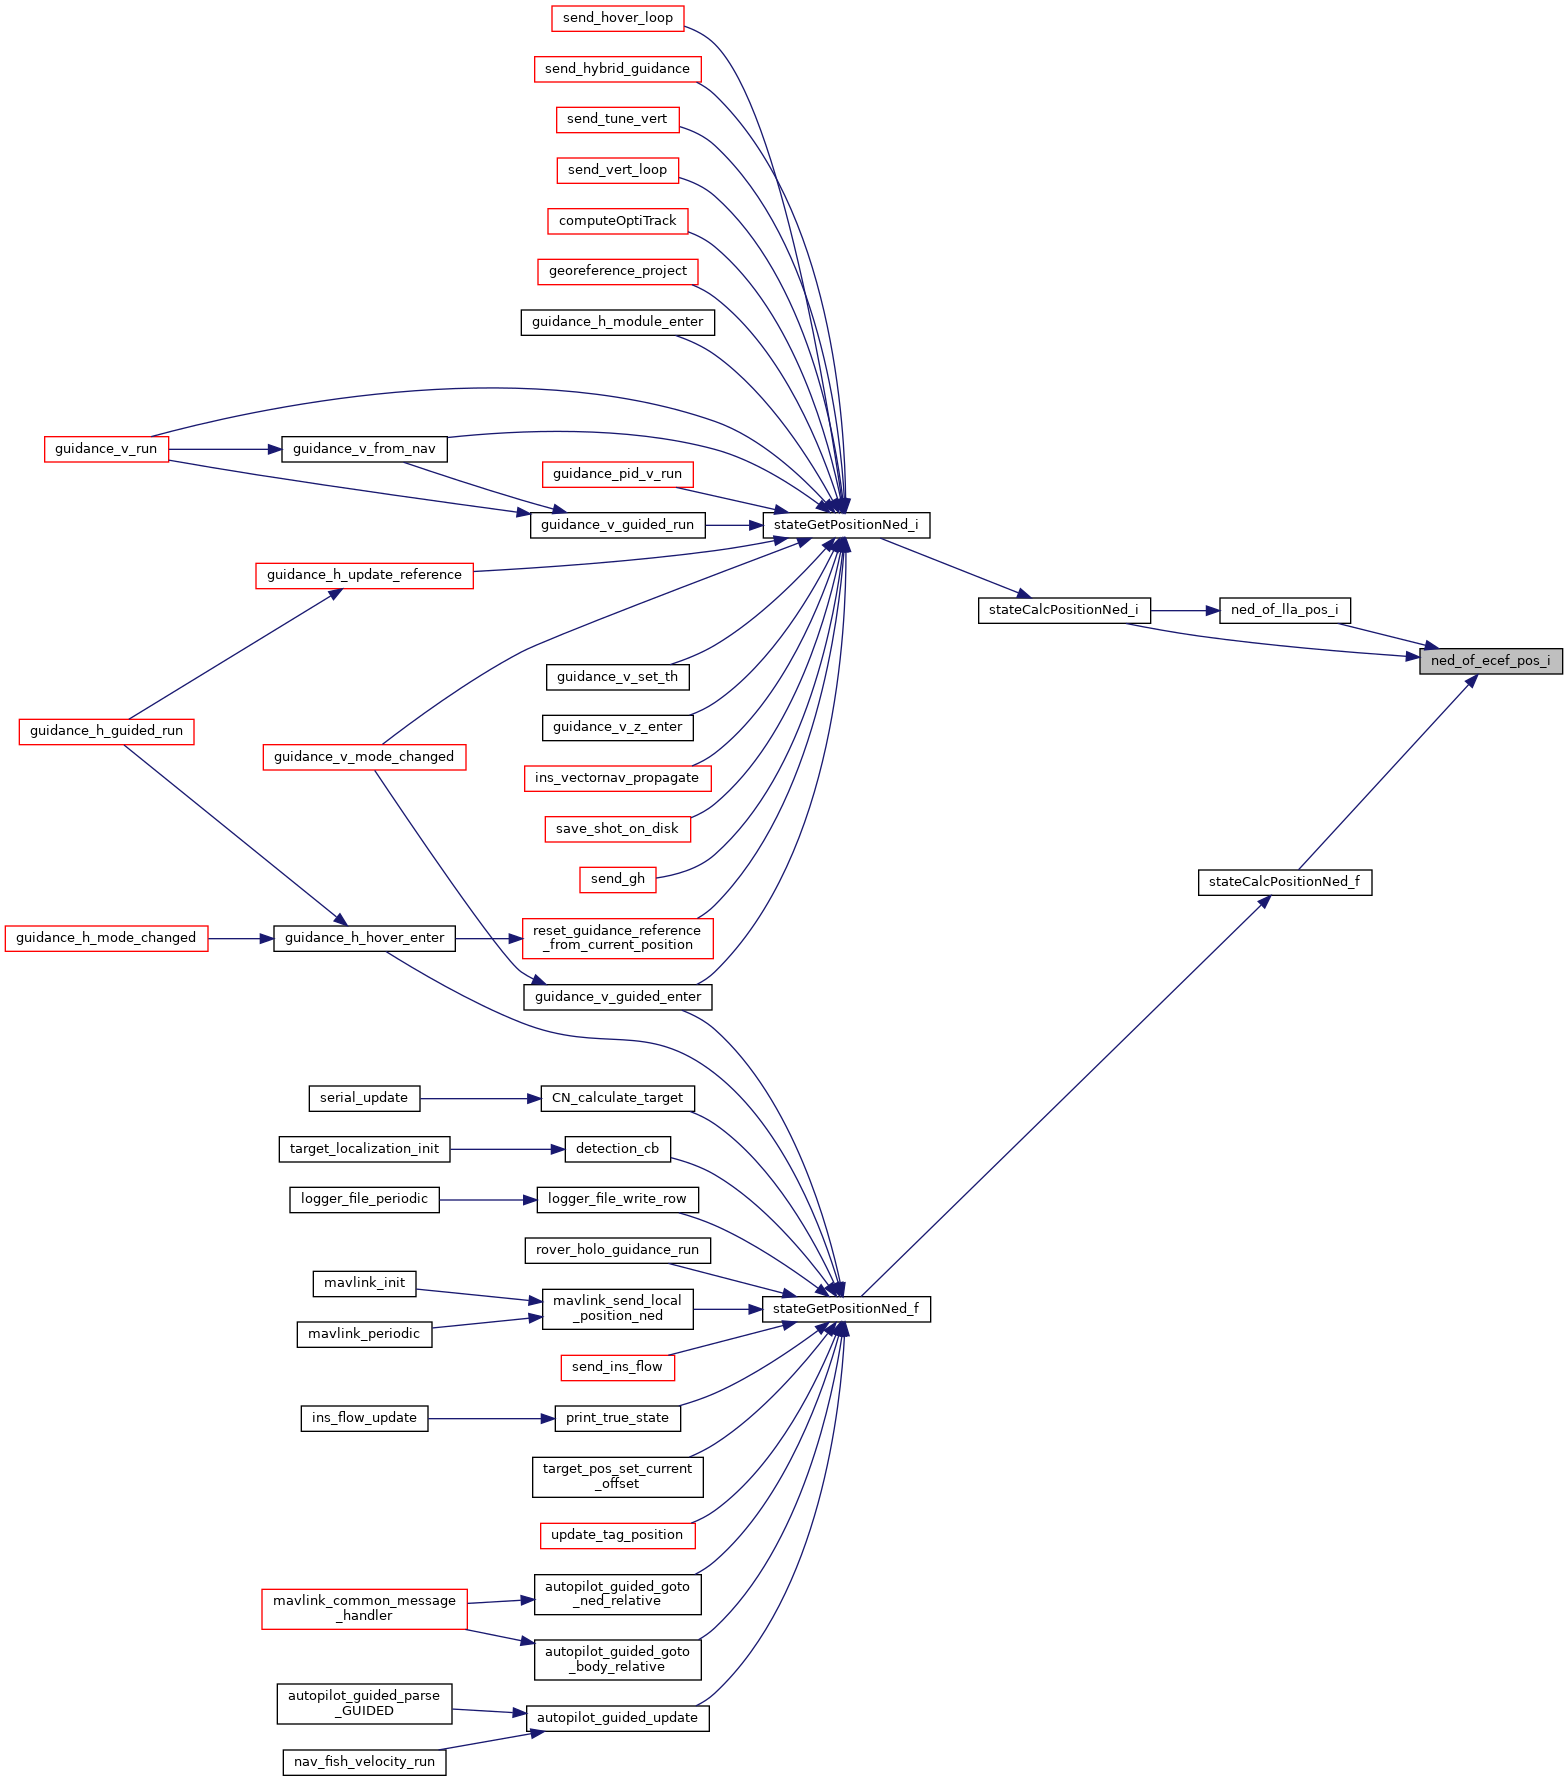 send_hover_loop
send_hybrid_guidance
send_tune_vert
send_vert_loop
computeOptiTrack
georeference_project
guidance_h_module_enter
guidance_v_run
guidance_v_from_nav
guidance_pid_v_run
guidance_v_guided_run
stateGetPositionNed_i
guidance_h_update_reference
stateCalcPositionNed_i
ned_of_lla_pos_i
ned_of_ecef_pos_i
guidance_v_set_th
guidance_v_z_enter
guidance_h_guided_run
guidance_v_mode_changed
ins_vectornav_propagate
save_shot_on_disk
send_gh
stateCalcPositionNed_f
guidance_h_mode_changed
guidance_h_hover_enter
reset_guidance_reference
_from_current_position
guidance_v_guided_enter
serial_update
CN_calculate_target
target_localization_init
detection_cb
logger_file_periodic
logger_file_write_row
rover_holo_guidance_run
mavlink_init
mavlink_send_local
_position_ned
stateGetPositionNed_f
mavlink_periodic
send_ins_flow
ins_flow_update
print_true_state
target_pos_set_current
_offset
update_tag_position
mavlink_common_message
_handler
autopilot_guided_goto
_ned_relative
autopilot_guided_goto
_body_relative
autopilot_guided_parse
_GUIDED
autopilot_guided_update
nav_fish_velocity_run